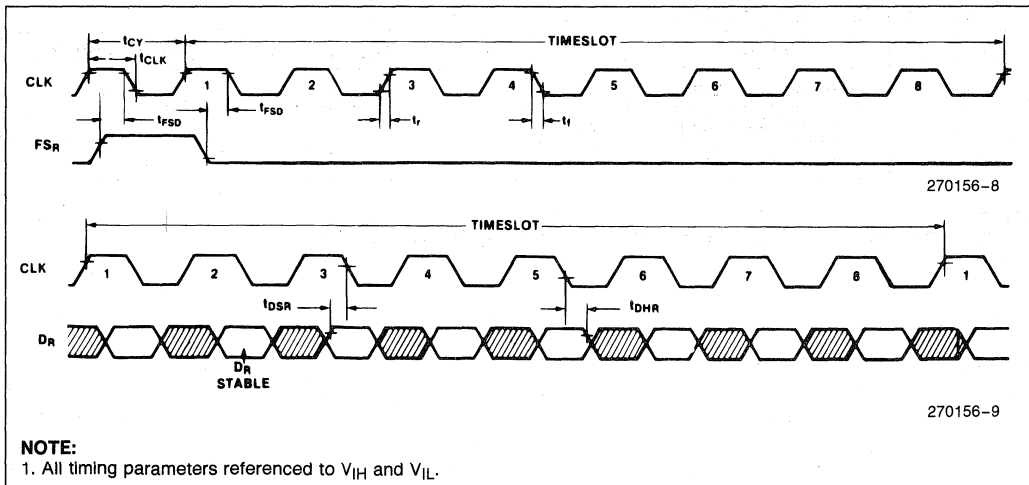 tCY
tCLK
TIMESLOT
CLK
1 2 3 4 5 6 7 8
tFSD tFSD tr tf
FSR
270156-8
TIMESLOT
CLK
1 2 3 4 5 6 7 8 1
tDSR tDHR
DR
DR
STABLE
270156-9
NOTE:
1. All timing parameters referenced to VIH and VIL.